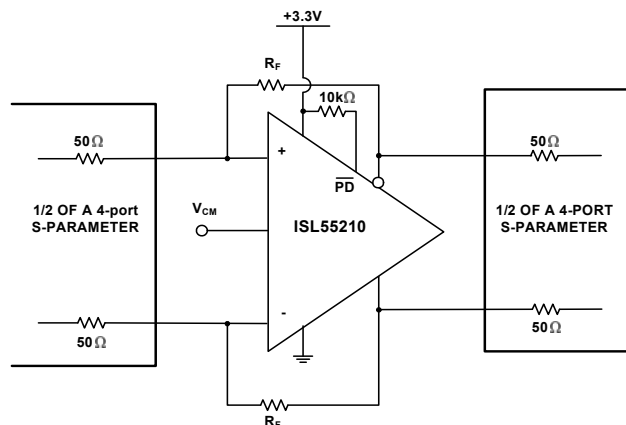 +3.3V
R_F
10kΩ
50Ω
50Ω
+
PD
1/2 OF A 4-port
S-PARAMETER
V_CM
ISL55210
1/2 OF A 4-PORT
S-PARAMETER
-
50Ω
50Ω
R_F